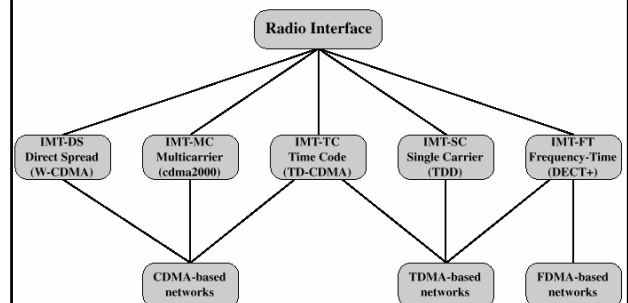 Radio Interface
IMT-DS
Direct Spread
(W-CDMA)
IMT-MC
Multicarrier
(cdma2000)
IMT-TC
Time Code
(TD-CDMA)
IMT-SC
Single Carrier
(TDD)
IMT-FT
Frequency-Time
(DECT+)
CDMA-based
networks
TDMA-based
networks
FDMA-based
networks